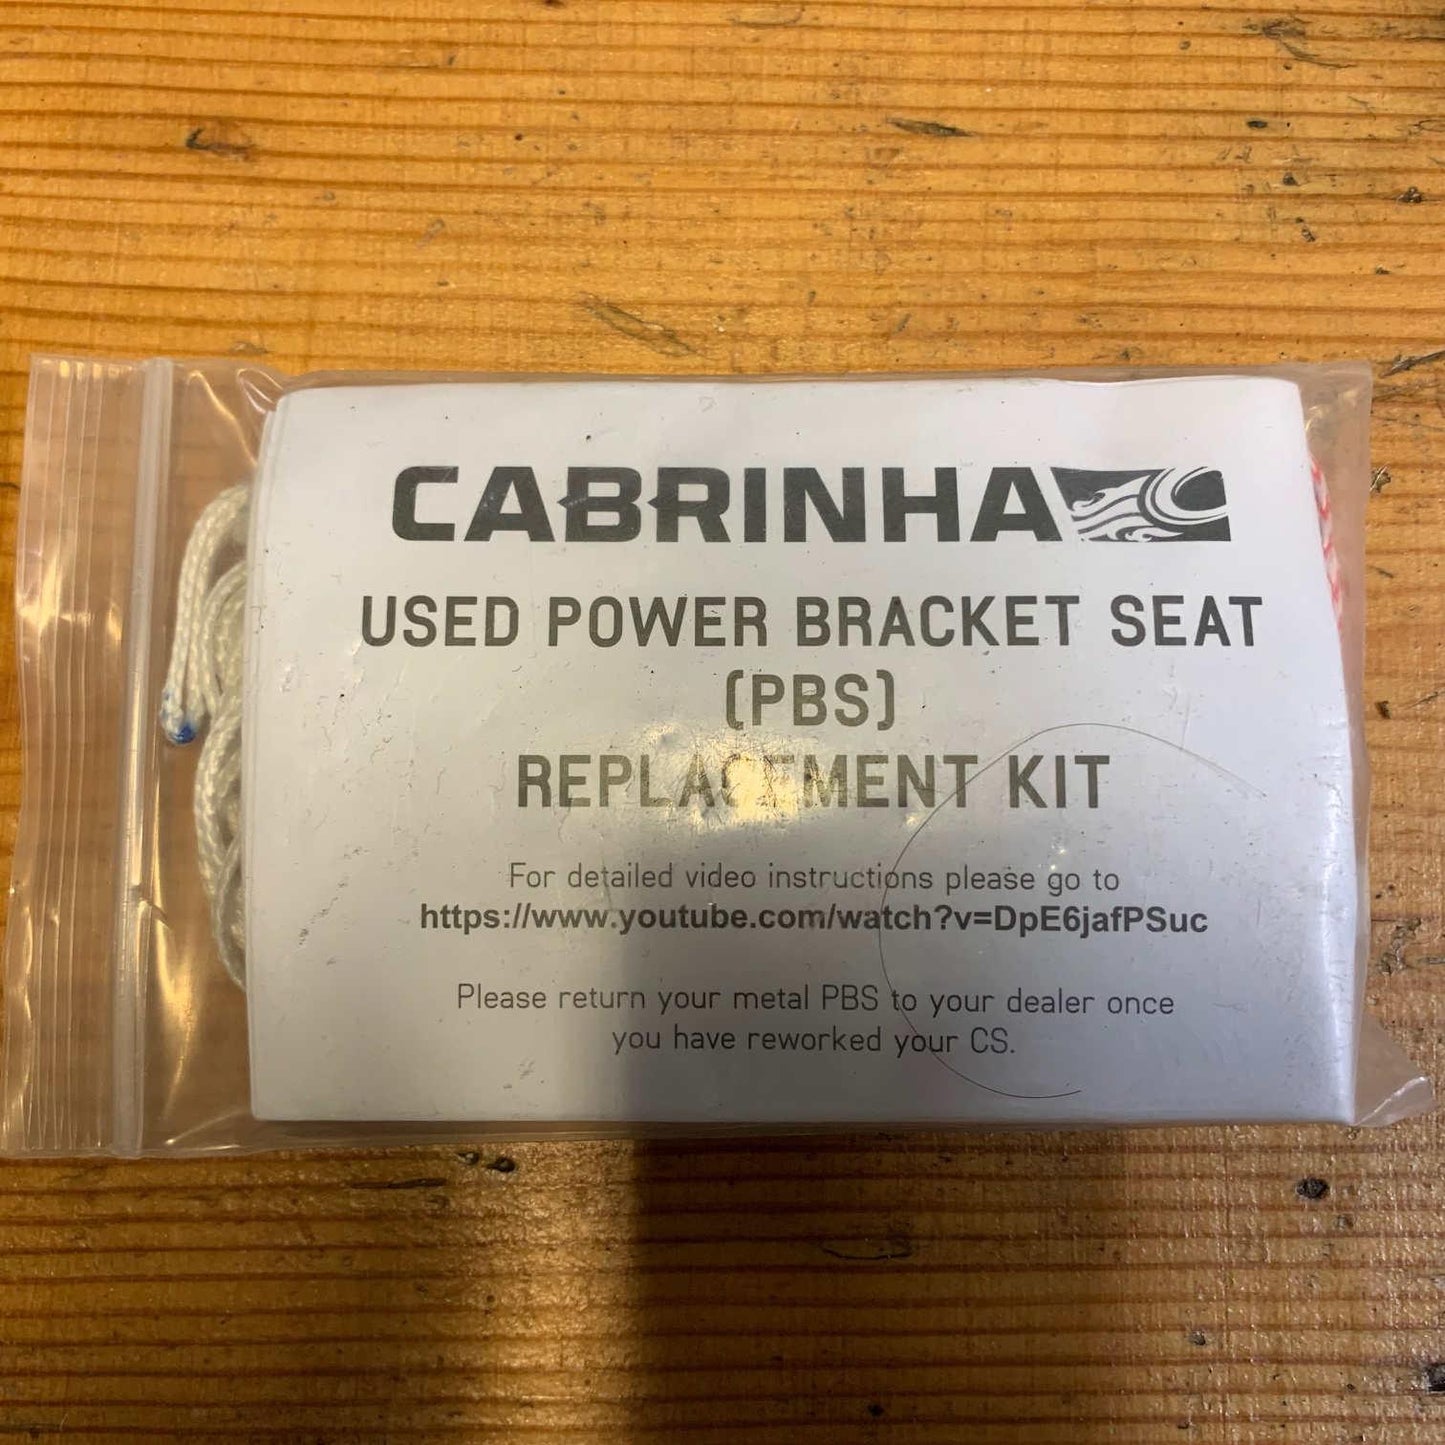 CABRINHA
USED POWER BRACKET SEAT
(PBS)
REPLACEMENT KIT
For detailed video instructions please go to
https://www.youtube.com/watch?v=DpE6jafPSuc
Please return your metal PBS to your dealer once
you have reworked your CS.